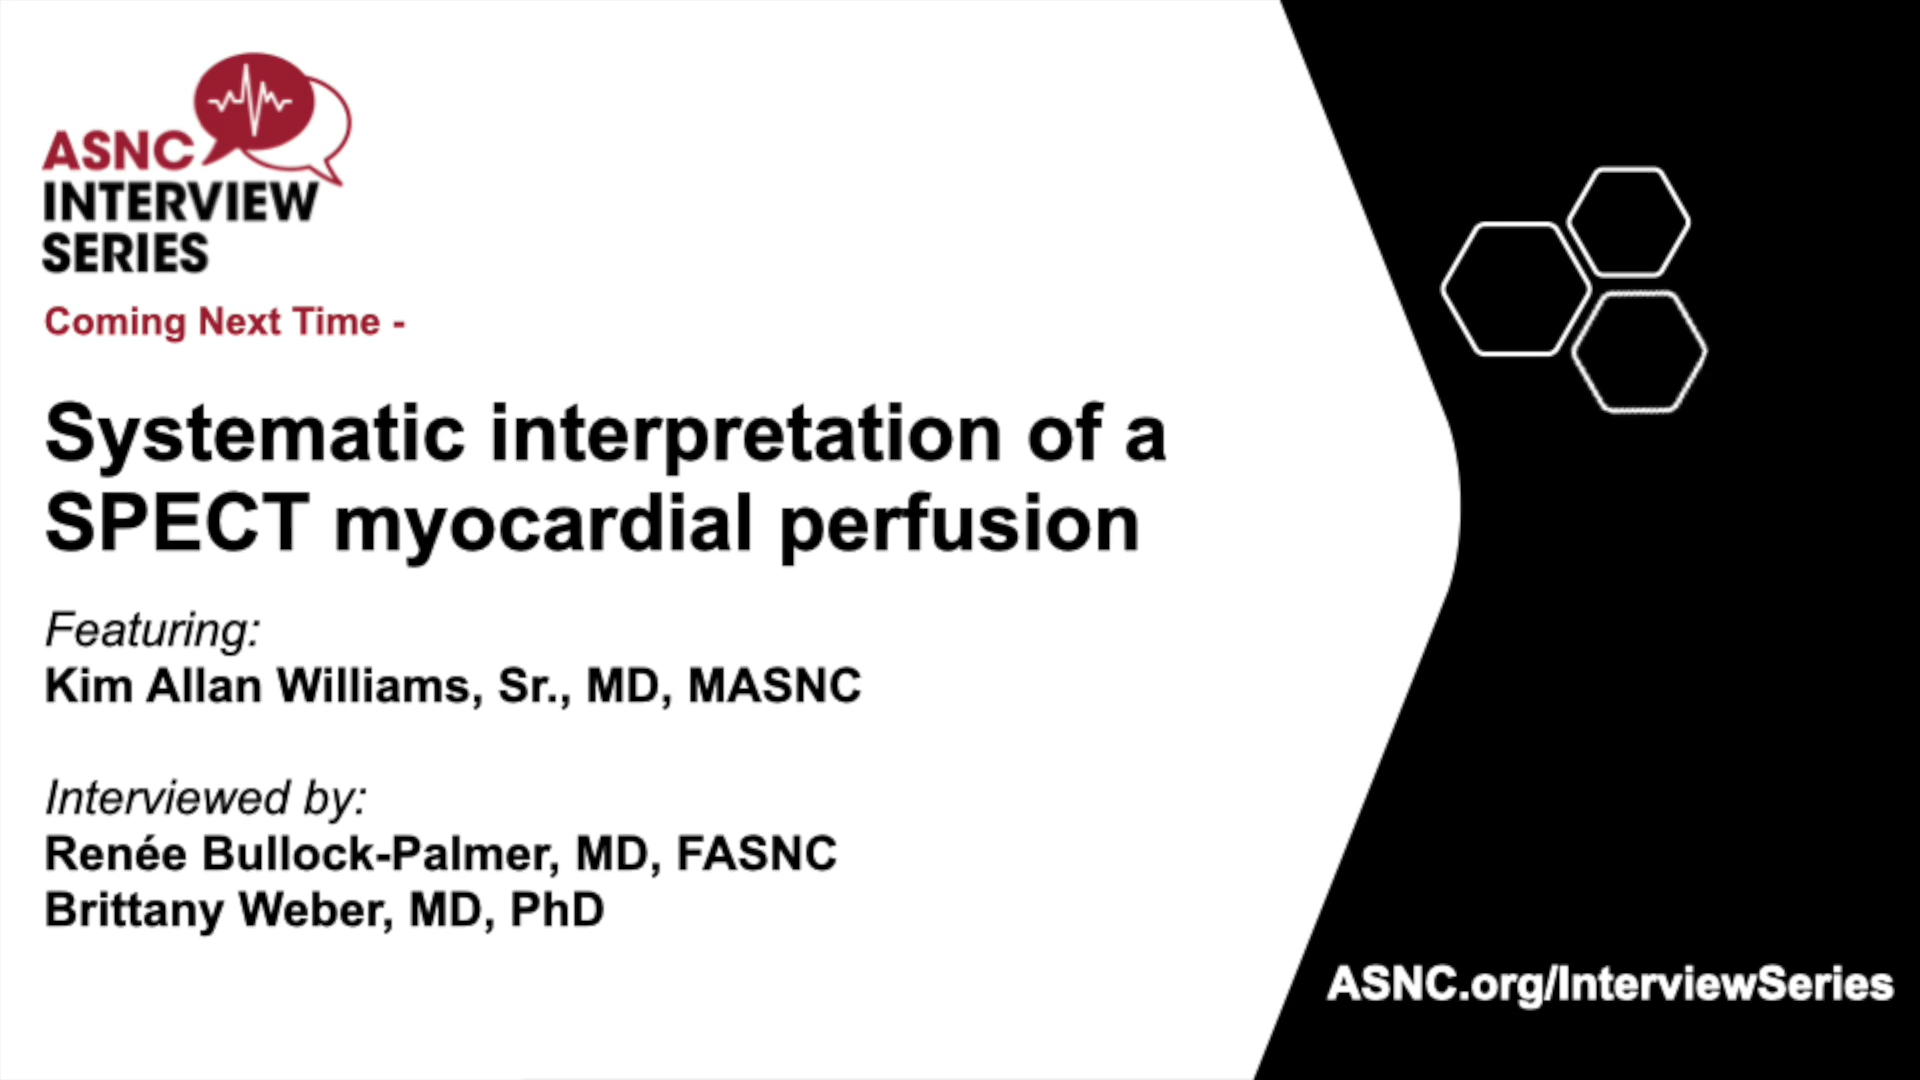 ASNC
INTERVIEW
SERIES
Coming Next Time -
Systematic interpretation of a
SPECT myocardial perfusion
Featuring:
Kim Allan Williams, Sr., MD, MASNC
Interviewed by:
Renée Bullock-Palmer, MD, FASNC
Brittany Weber, MD, PhD
ASNC.org/InterviewSeries